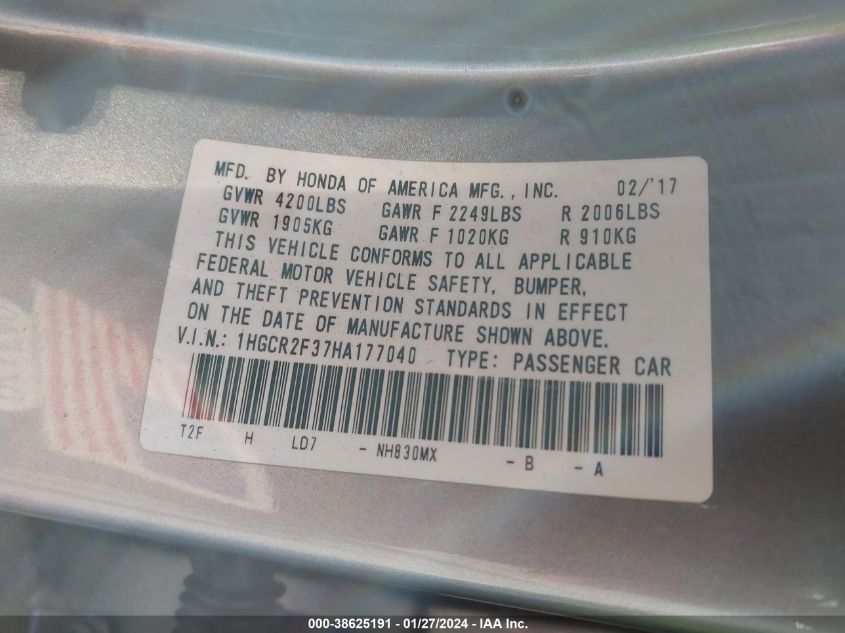 MFD. BY HONDA OF AMERICA MFG., INC. 02/'17
GVWR 4200LBS GAWR F 2249LBS R 2006LBS
GVWR 1905KG GAWR F 1020KG R 910KG
THIS VEHICLE CONFORMS TO ALL APPLICABLE
FEDERAL MOTOR VEHICLE SAFETY, BUMPER,
AND THEFT PREVENTION STANDARDS IN EFFECT
ON THE DATE OF MANUFACTURE SHOWN ABOVE.
V.I.N.: 1HGCR2F37HA177040 TYPE: PASSENGER CAR
T2F H LD7 - NH830MX - B - A
000-38625191 - 01/27/2024 - IAA Inc.